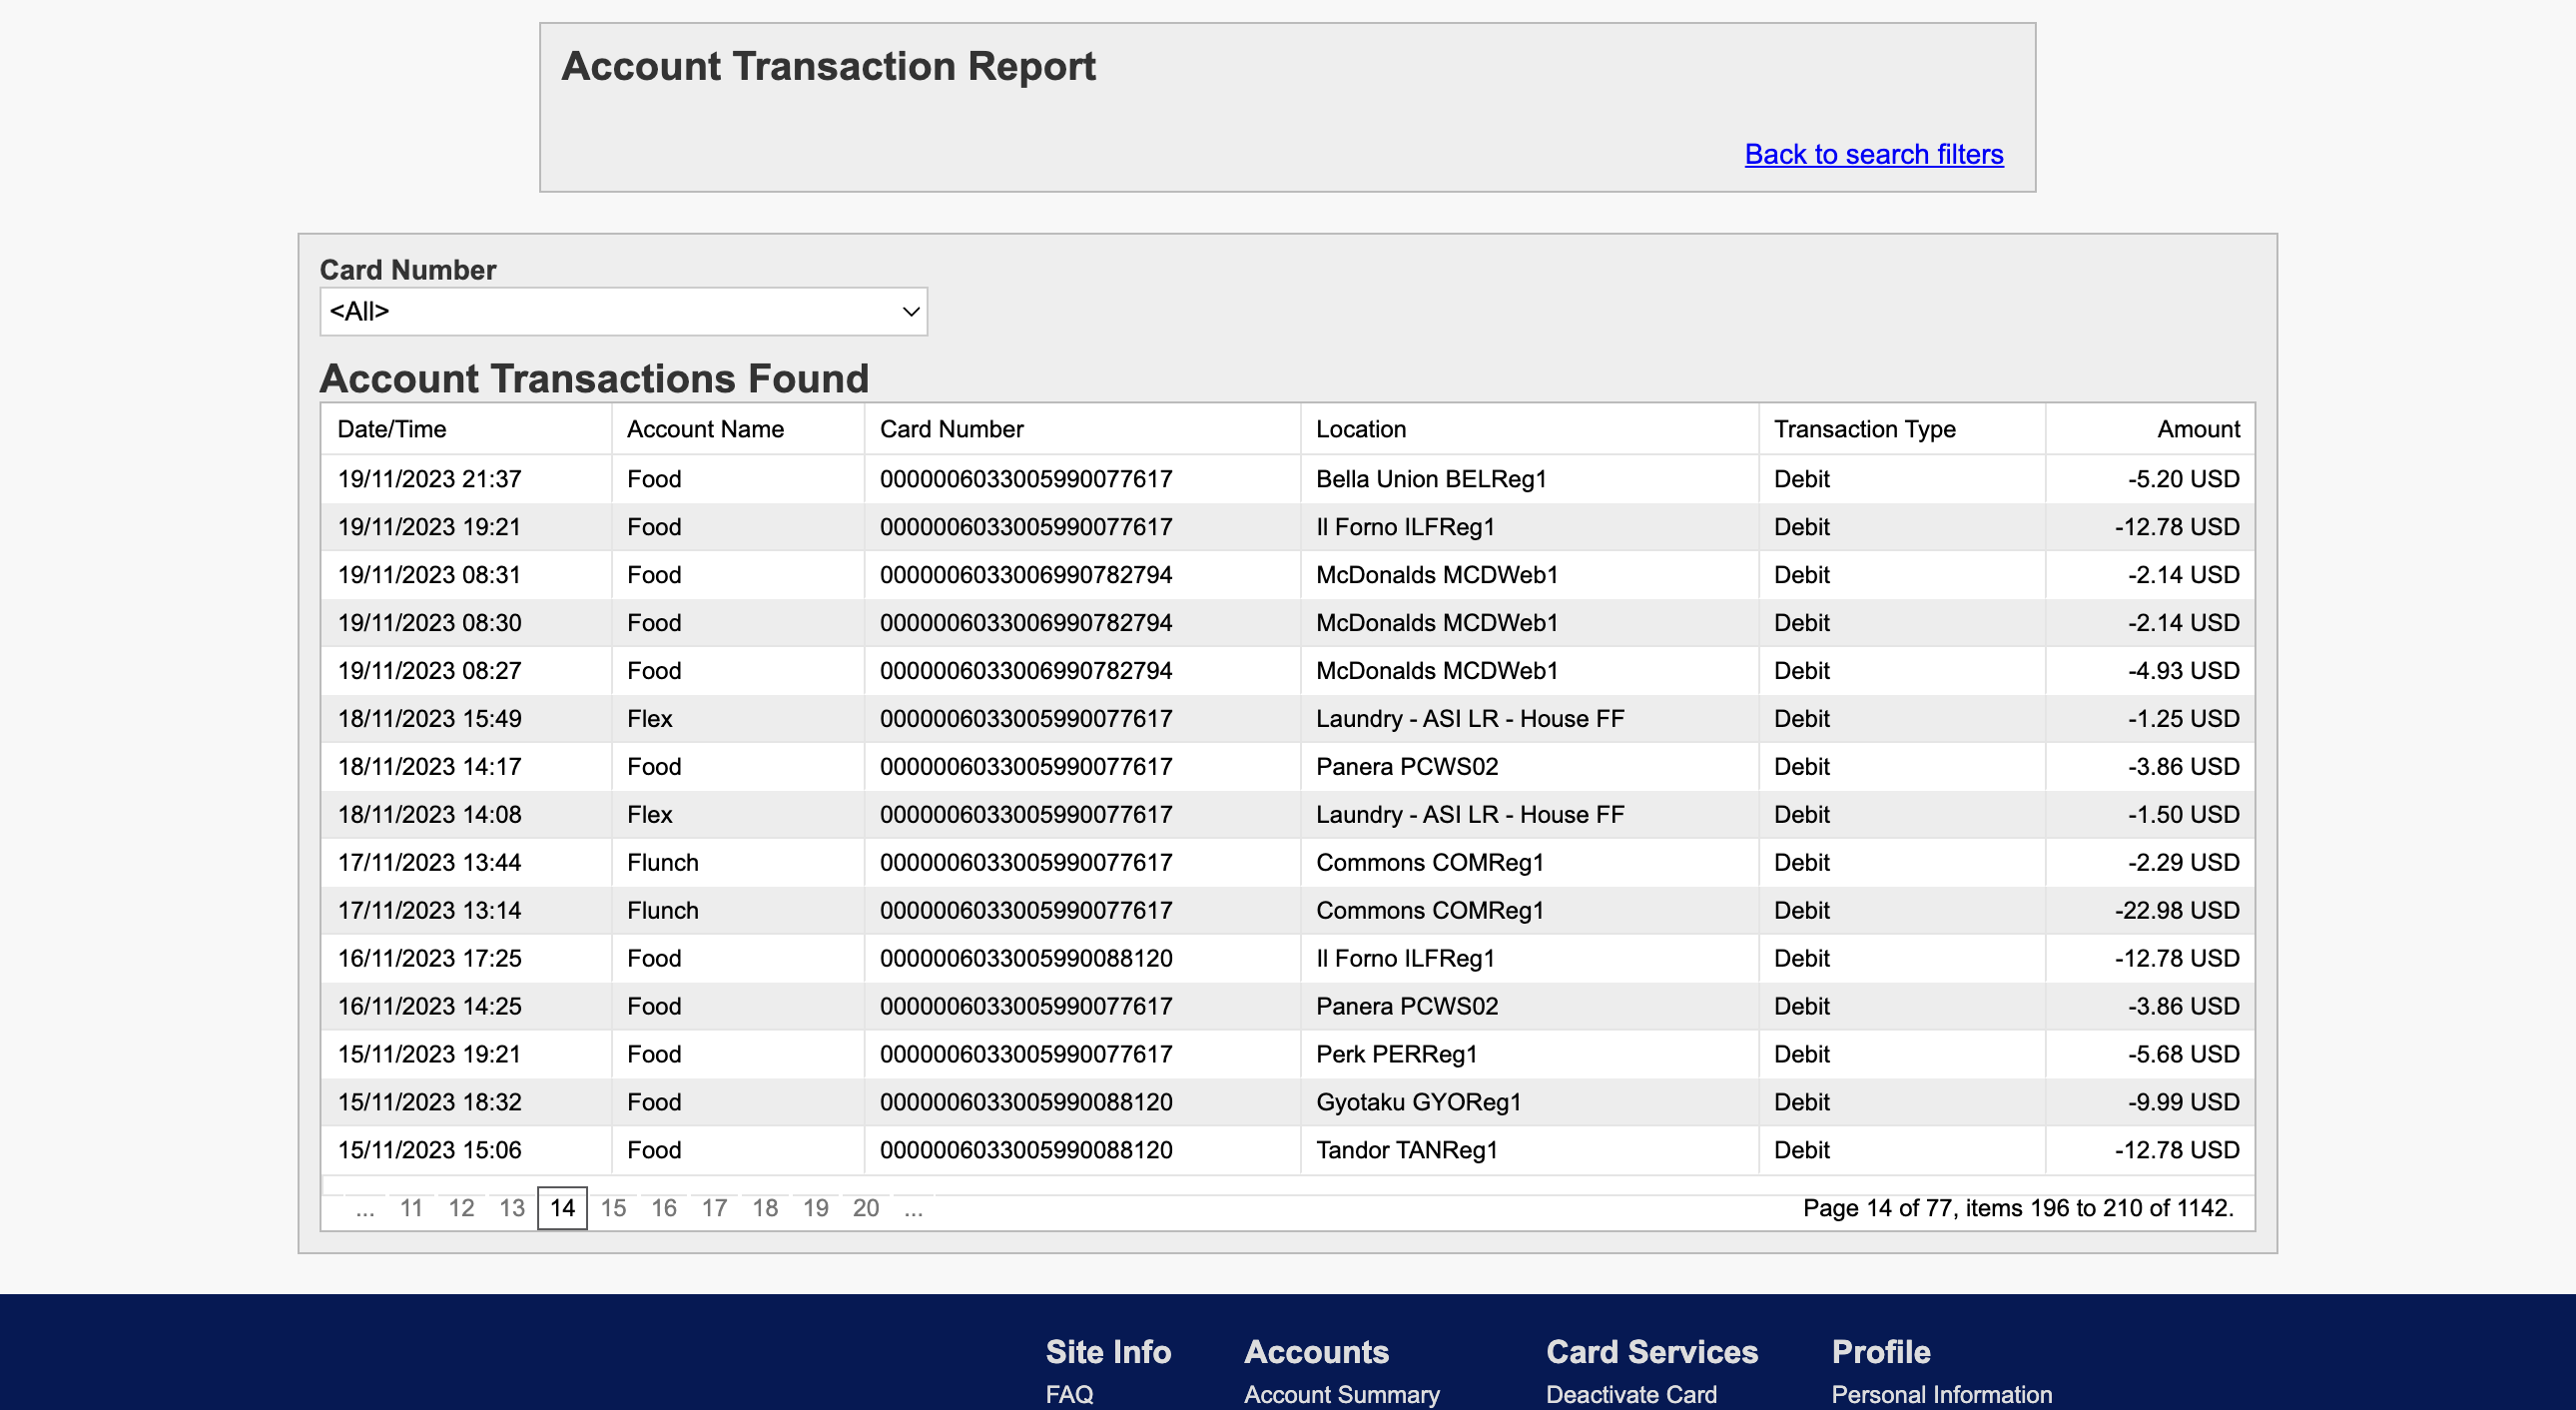 Account Transaction Report
Back to search filters
Card Number
<All>
Account Transactions Found
Date/Time Account Name Card Number Location Transaction Type Amount
19/11/2023 21:37 Food 0000006033005990077617 Bella Union BELReg1 Debit -5.20 USD
19/11/2023 19:21 Food 0000006033005990077617 Il Forno ILFReg1 Debit -12.78 USD
19/11/2023 08:31 Food 0000006033006990782794 McDonalds MCDWeb1 Debit -2.14 USD
19/11/2023 08:30 Food 0000006033006990782794 McDonalds MCDWeb1 Debit -2.14 USD
19/11/2023 08:27 Food 0000006033006990782794 McDonalds MCDWeb1 Debit -4.93 USD
18/11/2023 15:49 Flex 0000006033005990077617 Laundry - ASI LR - House FF Debit -1.25 USD
18/11/2023 14:17 Food 0000006033005990077617 Panera PCWS02 Debit -3.86 USD
18/11/2023 14:08 Flex 0000006033005990077617 Laundry - ASI LR - House FF Debit -1.50 USD
17/11/2023 13:44 Flunch 0000006033005990077617 Commons COMReg1 Debit -2.29 USD
17/11/2023 13:14 Flunch 0000006033005990077617 Commons COMReg1 Debit -22.98 USD
16/11/2023 17:25 Food 0000006033005990088120 Il Forno ILFReg1 Debit -12.78 USD
16/11/2023 14:25 Food 0000006033005990077617 Panera PCWS02 Debit -3.86 USD
15/11/2023 19:21 Food 0000006033005990077617 Perk PERReg1 Debit -5.68 USD
15/11/2023 18:32 Food 0000006033005990088120 Gyotaku GYOReg1 Debit -9.99 USD
15/11/2023 15:06 Food 0000006033005990088120 Tandor TANReg1 Debit -12.78 USD
... 11 12 13 14 15 16 17 18 19 20 ... Page 14 of 77, items 196 to 210 of 1142.
Site Info Accounts Card Services Profile
FAQ Account Summary Deactivate Card Personal Information